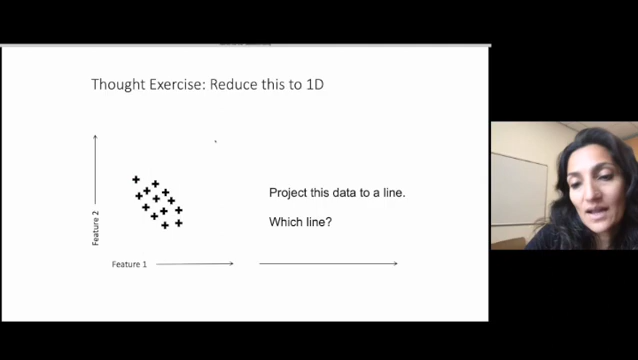 Thought Exercise: Reduce this to 1D
Project this data to a line.
Which line?
Feature 2
Feature 1